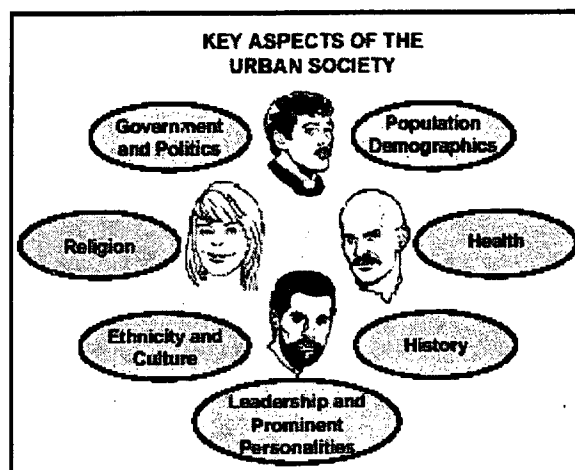 KEY ASPECTS OF THE
URBAN SOCIETY
Government
and Politics
Population
Demographics
Religion
Health
Ethnicity and
Culture
History
Leadership and
Prominent
Personalities